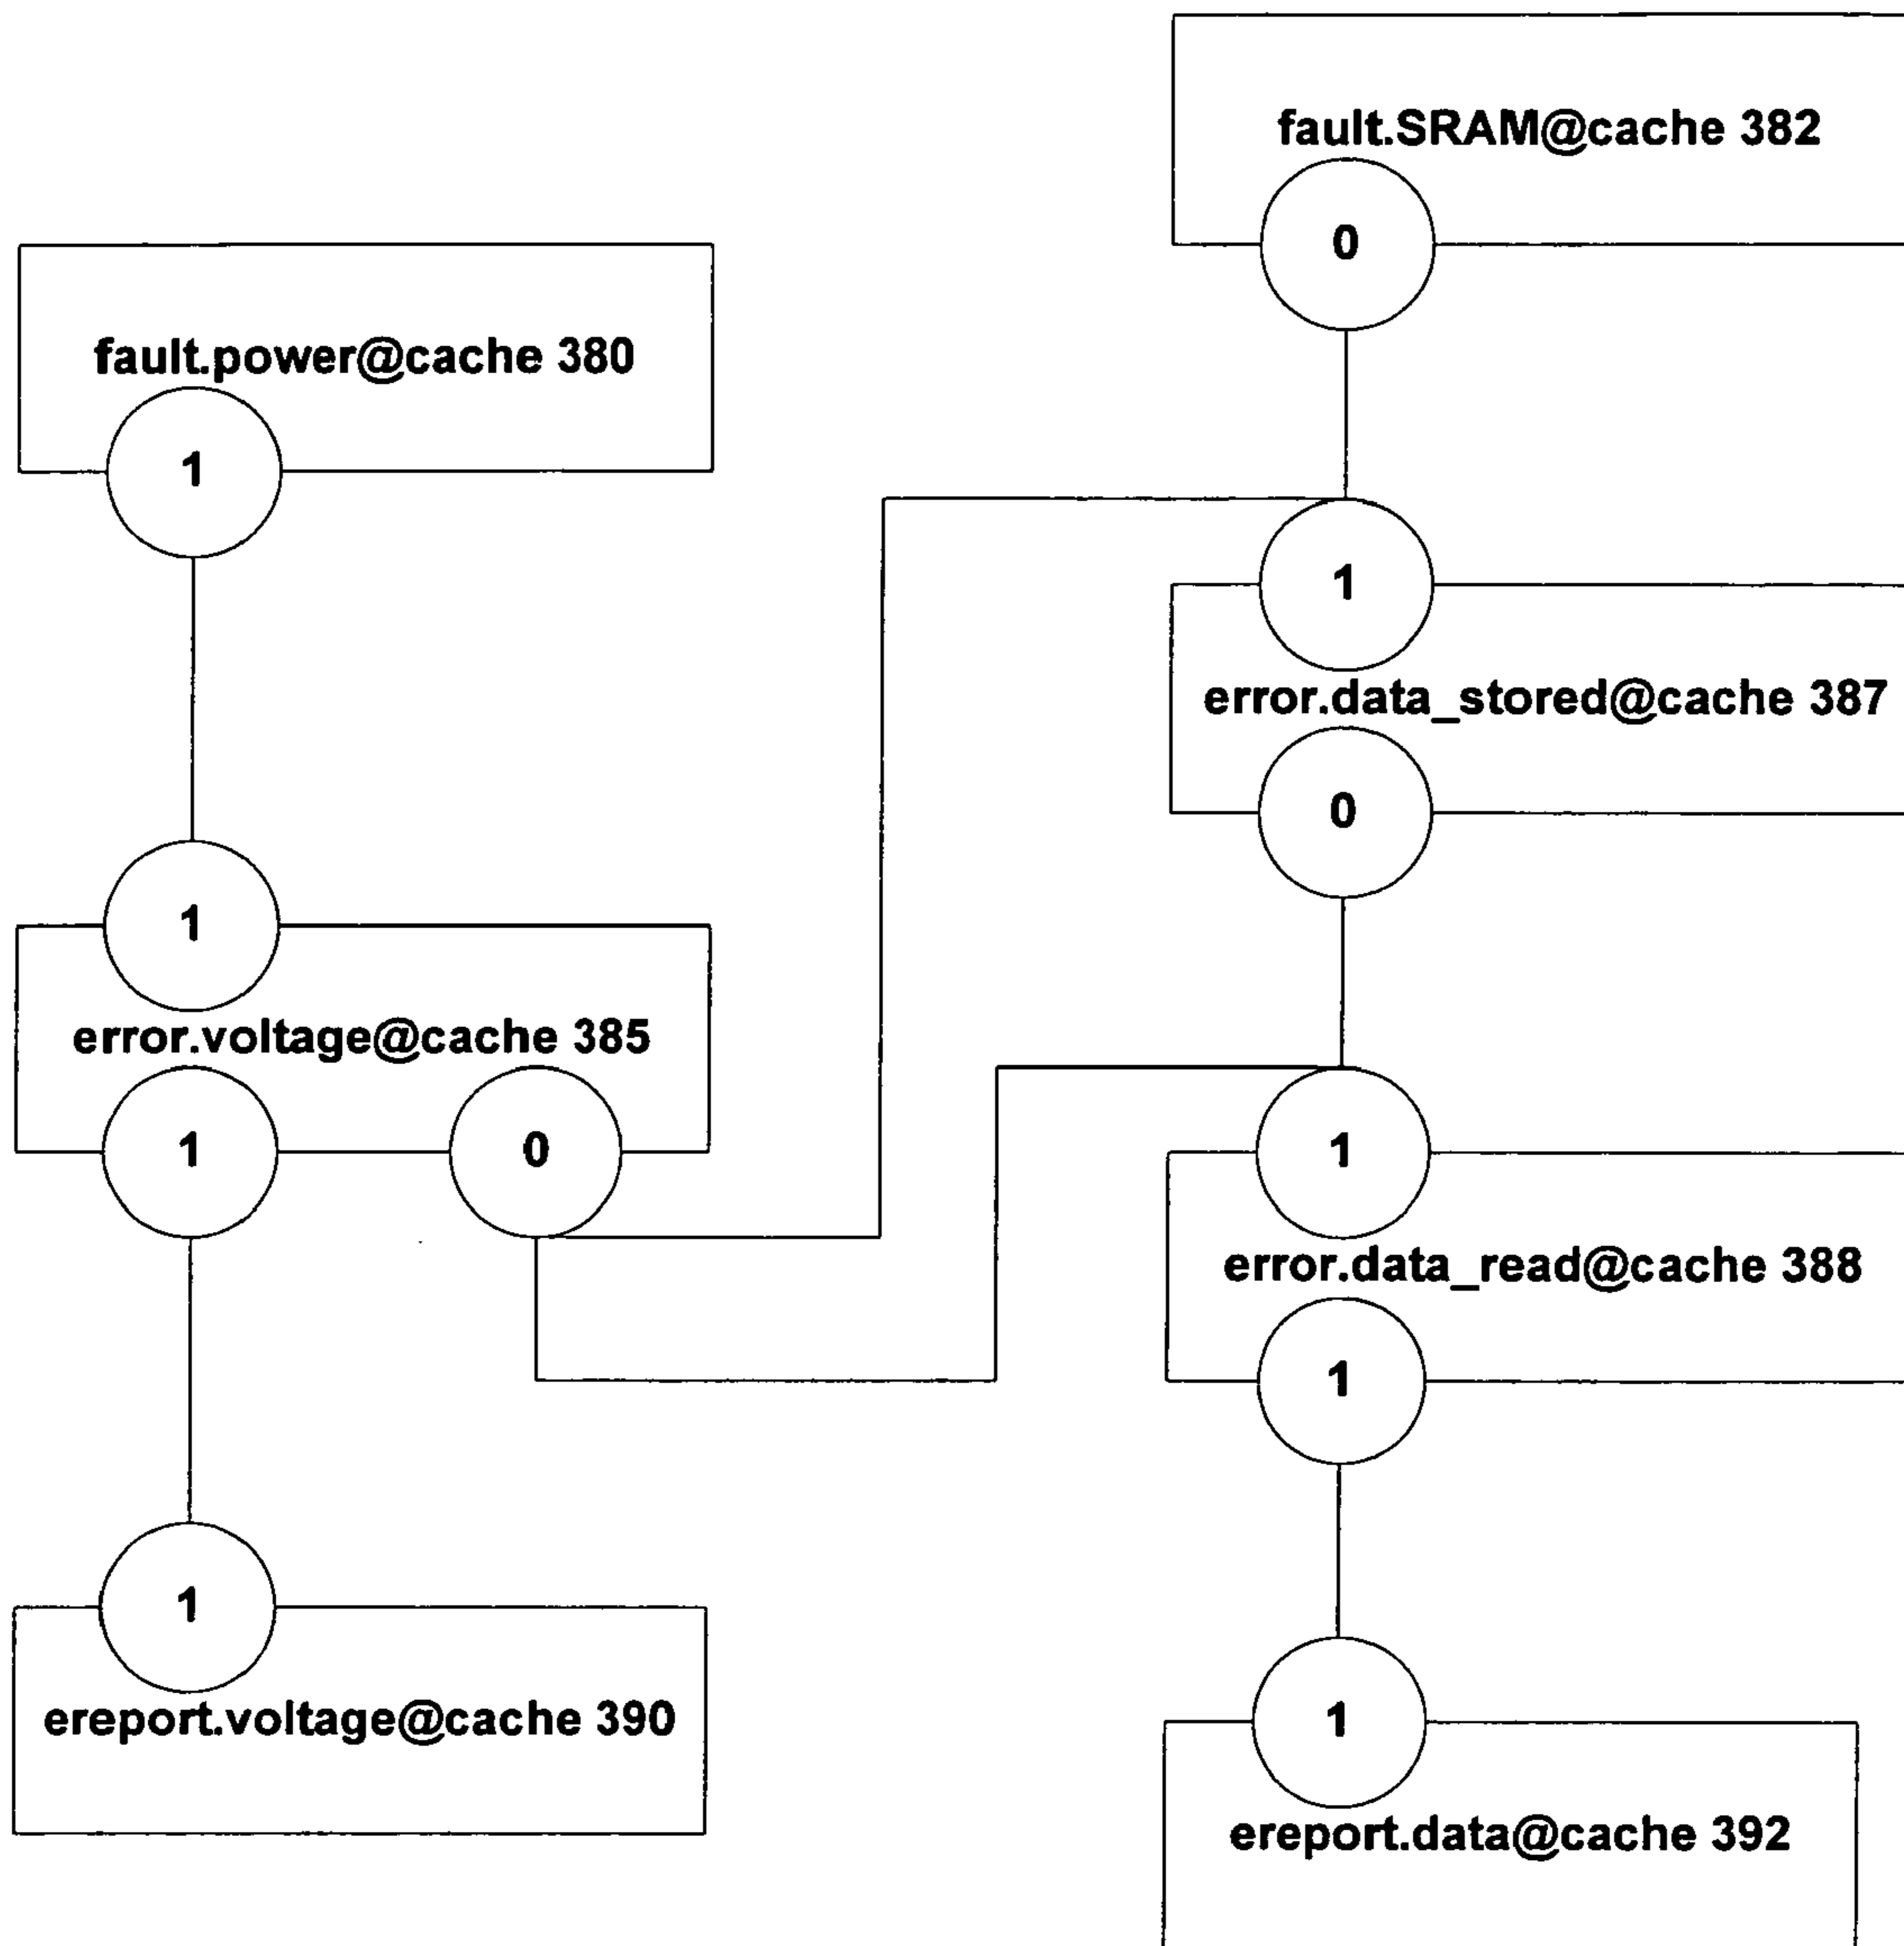 fault.SRAM@cache 382
0
fault.power@cache 380
1
1
error.data_stored@cache 387
0
1
error.voltage@cache 385
1
0
1
error.data_read@cache 388
1
1
ereport.voltage@cache 390
1
ereport.data@cache 392